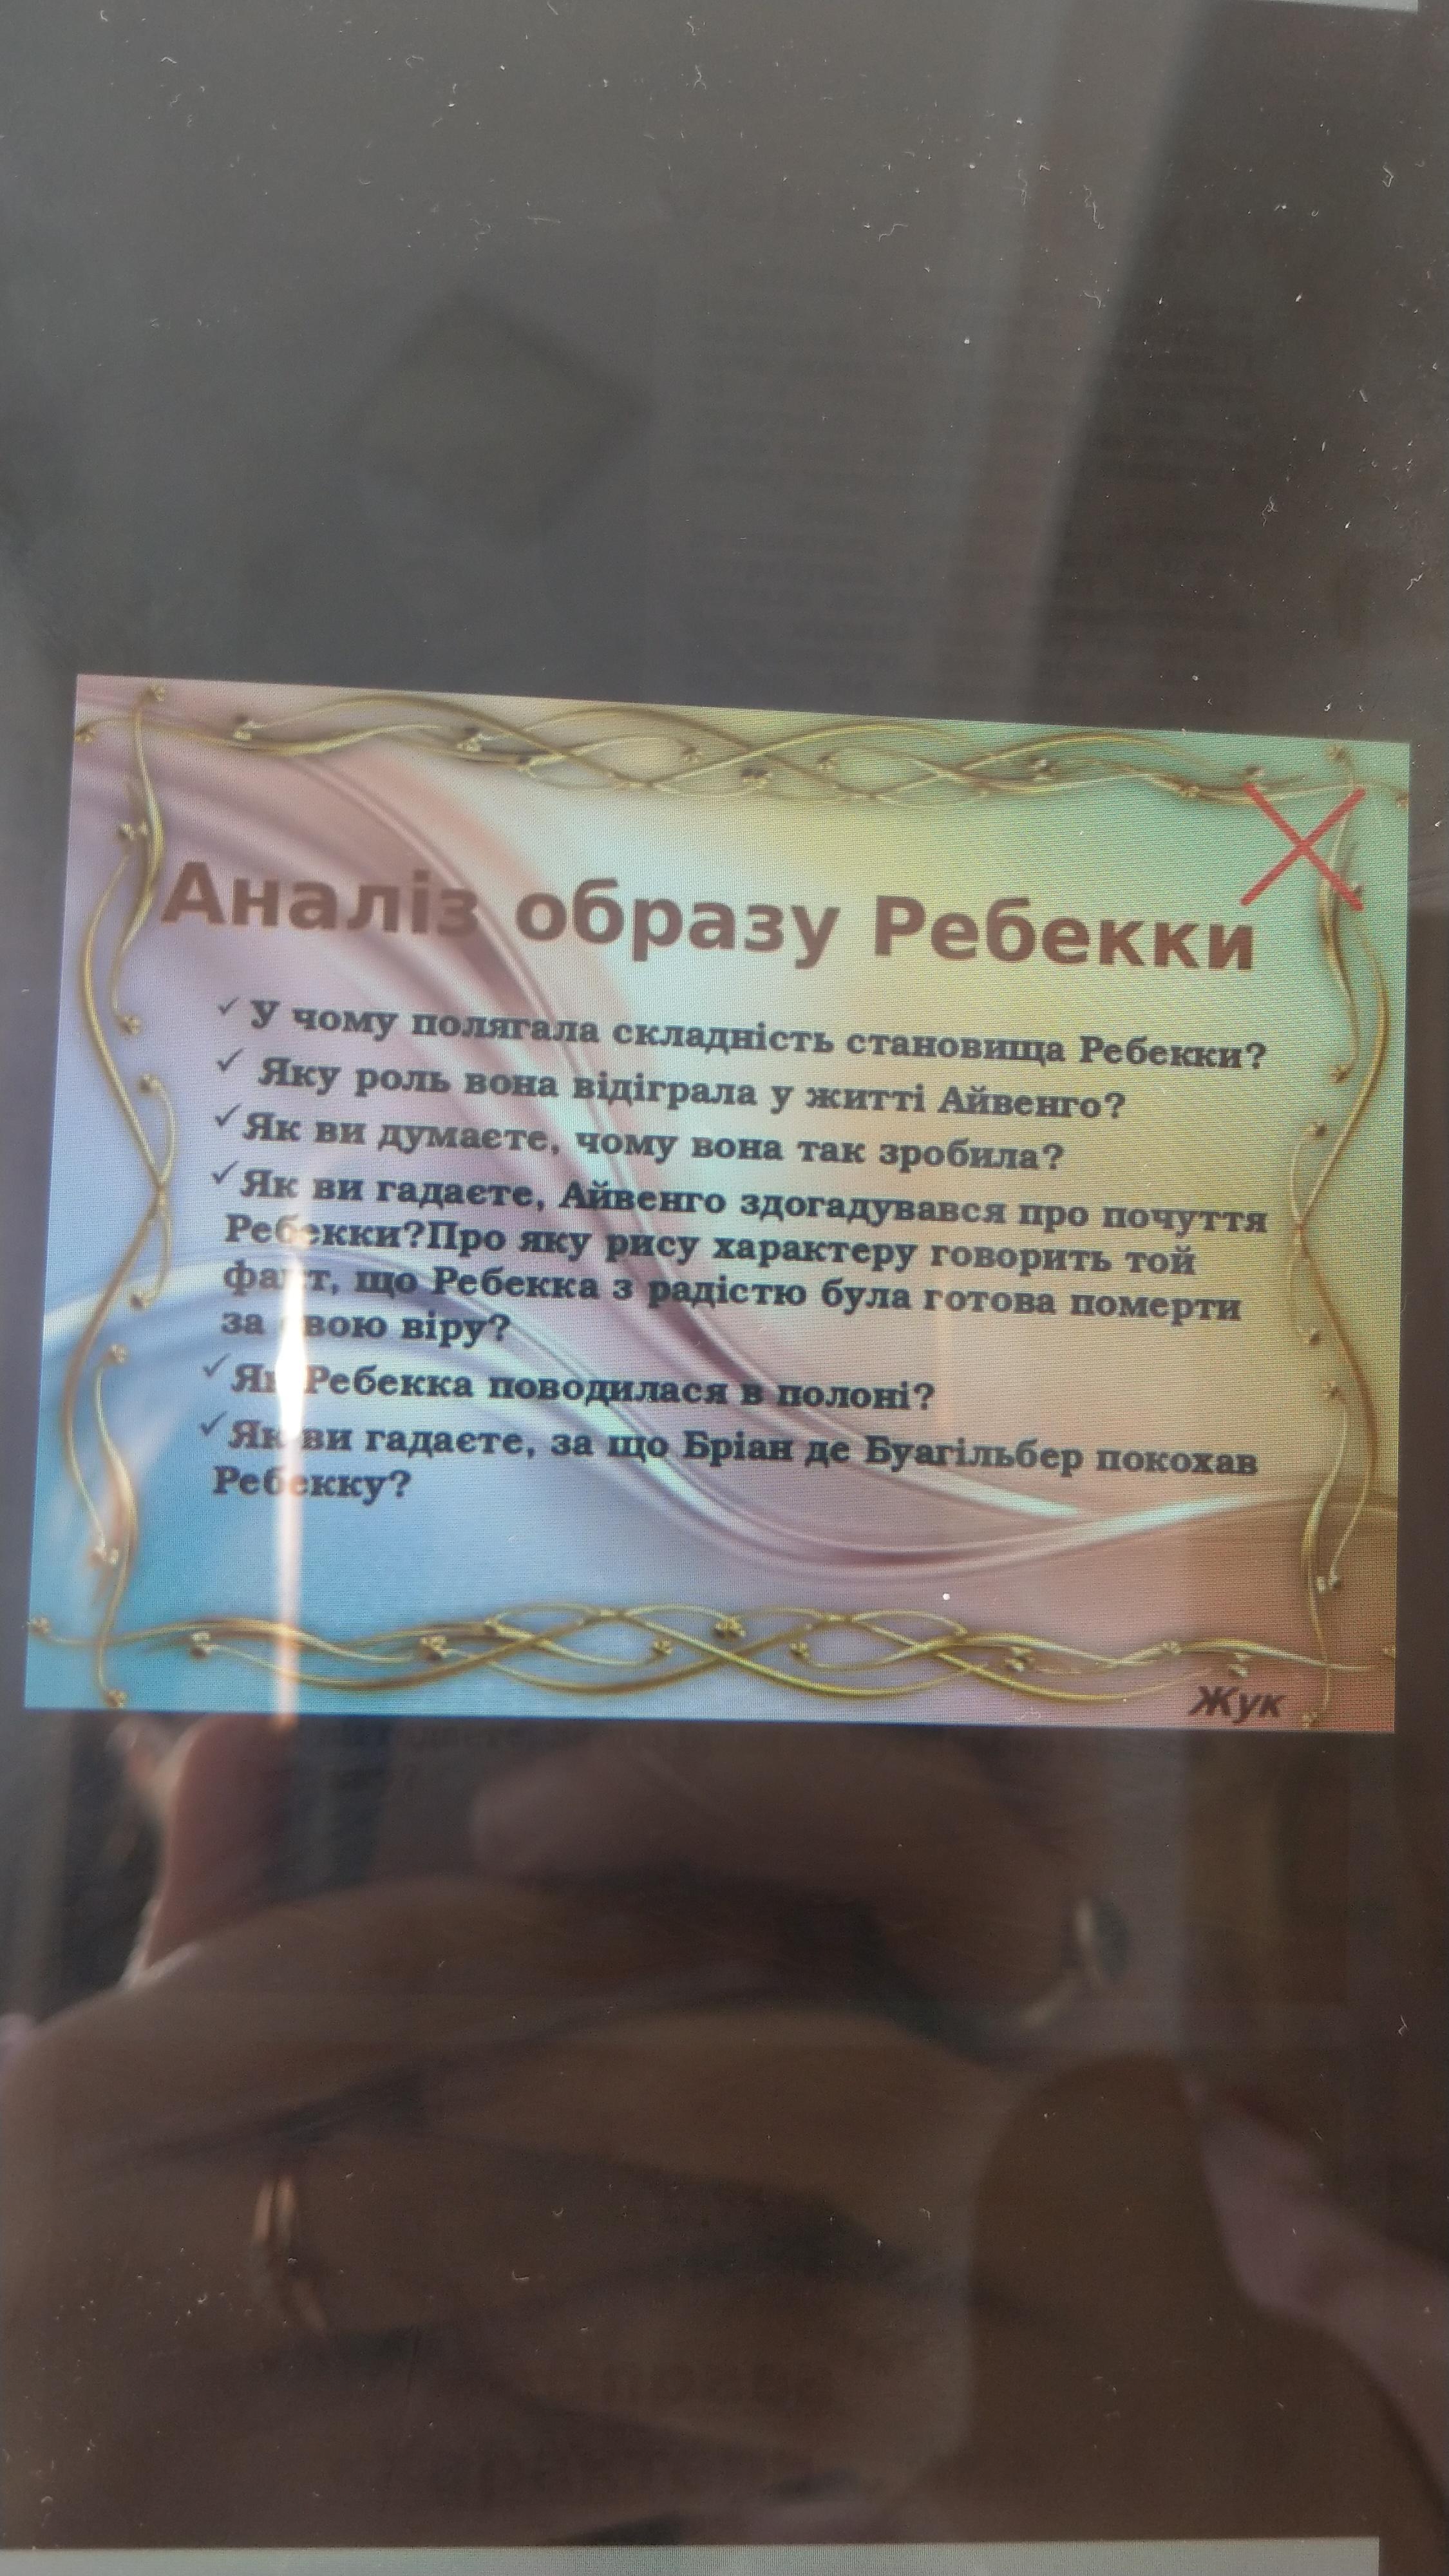 Аналіз образу Ребекки
✓ У чому полягала складність становища Ребекки?
✓ Яку роль вона відіграла у житті Айвенго?
✓ Як ви думаєте, чому вона так зробила?
✓ Як ви гадаєте, Айвенго здогадувався про почуття
Ребекки?Про яку рису характеру говорить той
факт, що Ребекка з радістю була готова померти
за свою віру?
✓ Як Ребекка поводилася в полоні?
✓ Як ви гадаєте, за що Бріан де Буагільбер покохав
Ребекку?
Жук